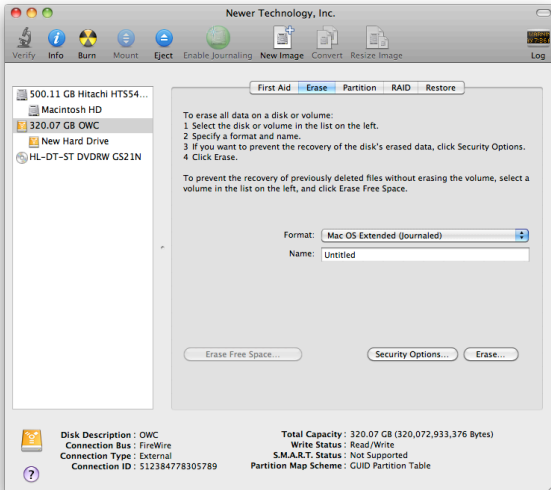 Newer Technology, Inc.
Verify Info Burn Mount Eject Enable Journaling New Image Convert Resize Image Log
First Aid Erase Partition RAID Restore
500.11 GB Hitachi HTS54...
Macintosh HD
320.07 GB OWC
New Hard Drive
HL-DT-ST DVDRW GS21N
To erase all data on a disk or volume:
1 Select the disk or volume in the list on the left.
2 Specify a format and name.
3 If you want to prevent the recovery of the disk's erased data, click Security Options.
4 Click Erase.
To prevent the recovery of previously deleted files without erasing the volume, select a
volume in the list on the left, and click Erase Free Space.
Format: Mac OS Extended (Journaled)
Name: Untitled
Erase Free Space... Security Options... Erase...
Disk Description : OWC
Connection Bus : FireWire
Connection Type : External
Connection ID : 512384778305789
Total Capacity : 320.07 GB (320,072,933,376 Bytes)
Write Status : Read/Write
S.M.A.R.T. Status : Not Supported
Partition Map Scheme : GUID Partition Table
?